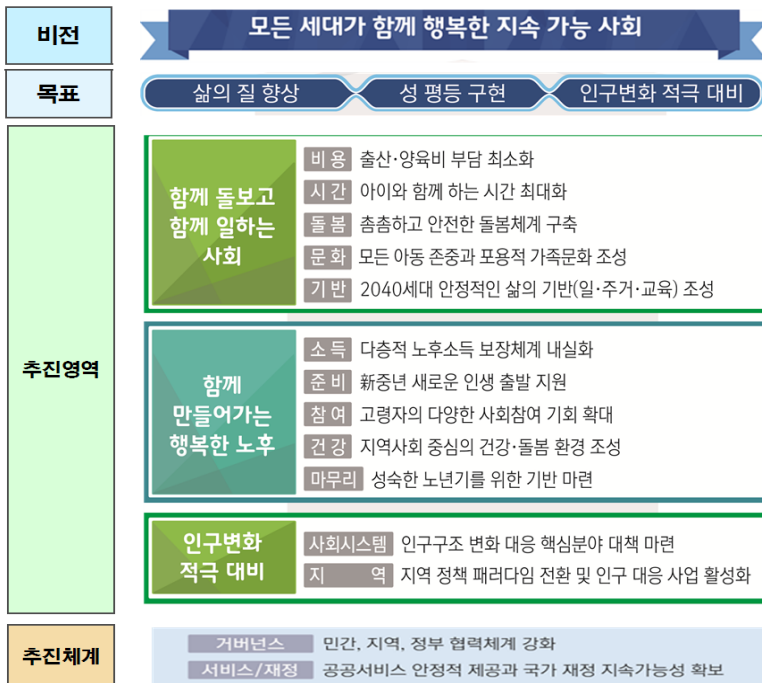 비전
모든 세대가 함께 행복한 지속 가능 사회
목표
삶의 질 향상
성 평등 구현
인구변화 적극 대비
추진영역
함께 돌보고
함께 일하는
사회
비용 출산·양육비 부담 최소화
시간 아이와 함께 하는 시간 최대화
돌봄 촘촘하고 안전한 돌봄체계 구축
문화 모든 아동 존중과 포용적 가족문화 조성
기반 2040세대 안정적인 삶의 기반(일·주거·교육) 조성
함께
만들어가는
행복한 노후
소득 다층적 노후소득 보장체계 내실화
준비 新중년 새로운 인생 출발 지원
참여 고령자의 다양한 사회참여 기회 확대
건강 지역사회 중심의 건강·돌봄 환경 조성
마무리 성숙한 노년기를 위한 기반 마련
인구변화
적극 대비
사회시스템 인구구조 변화 대응 핵심분야 대책 마련
지 역 지역 정책 패러다임 전환 및 인구 대응 사업 활성화
추진체계
거버넌스 민간, 지역, 정부 협력체계 강화
서비스/재정 공공서비스 안정적 제공과 국가 재정 지속가능성 확보